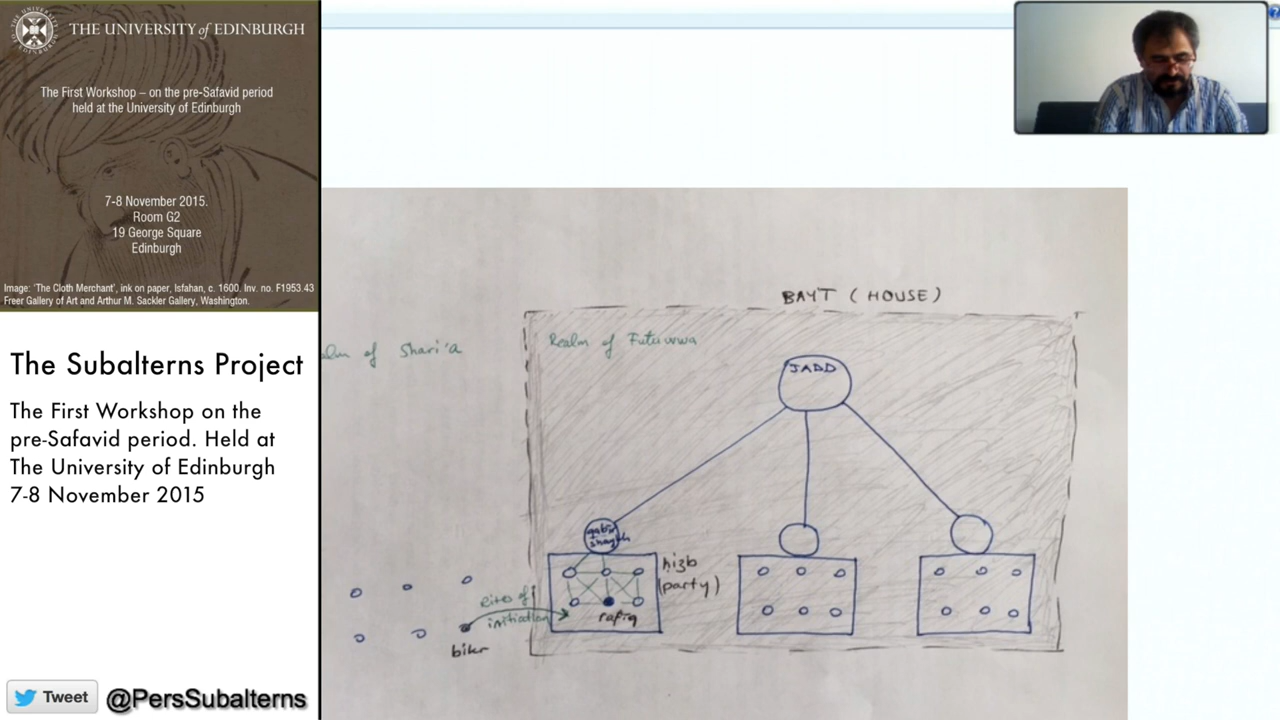 THE UNIVERSITY of EDINBURGH
The First Workshop – on the pre-Safavid period
held at the University of Edinburgh
7-8 November 2015.
Room G2
19 George Square
Edinburgh
Image: 'The Cloth Merchant', ink on paper, Isfahan, c. 1600. Inv. no. F1953.43
Freer Gallery of Art and Arthur M. Sackler Gallery, Washington.
The Subalterns Project
The First Workshop on the
pre-Safavid period. Held at
The University of Edinburgh
7-8 November 2015
Tweet @PersSubalterns
BAYT (HOUSE)
of Shari'a
Realm of Futuwwa
JADD
shaykh
hizb
(party)
rites of
initiation
rafiq
bikr